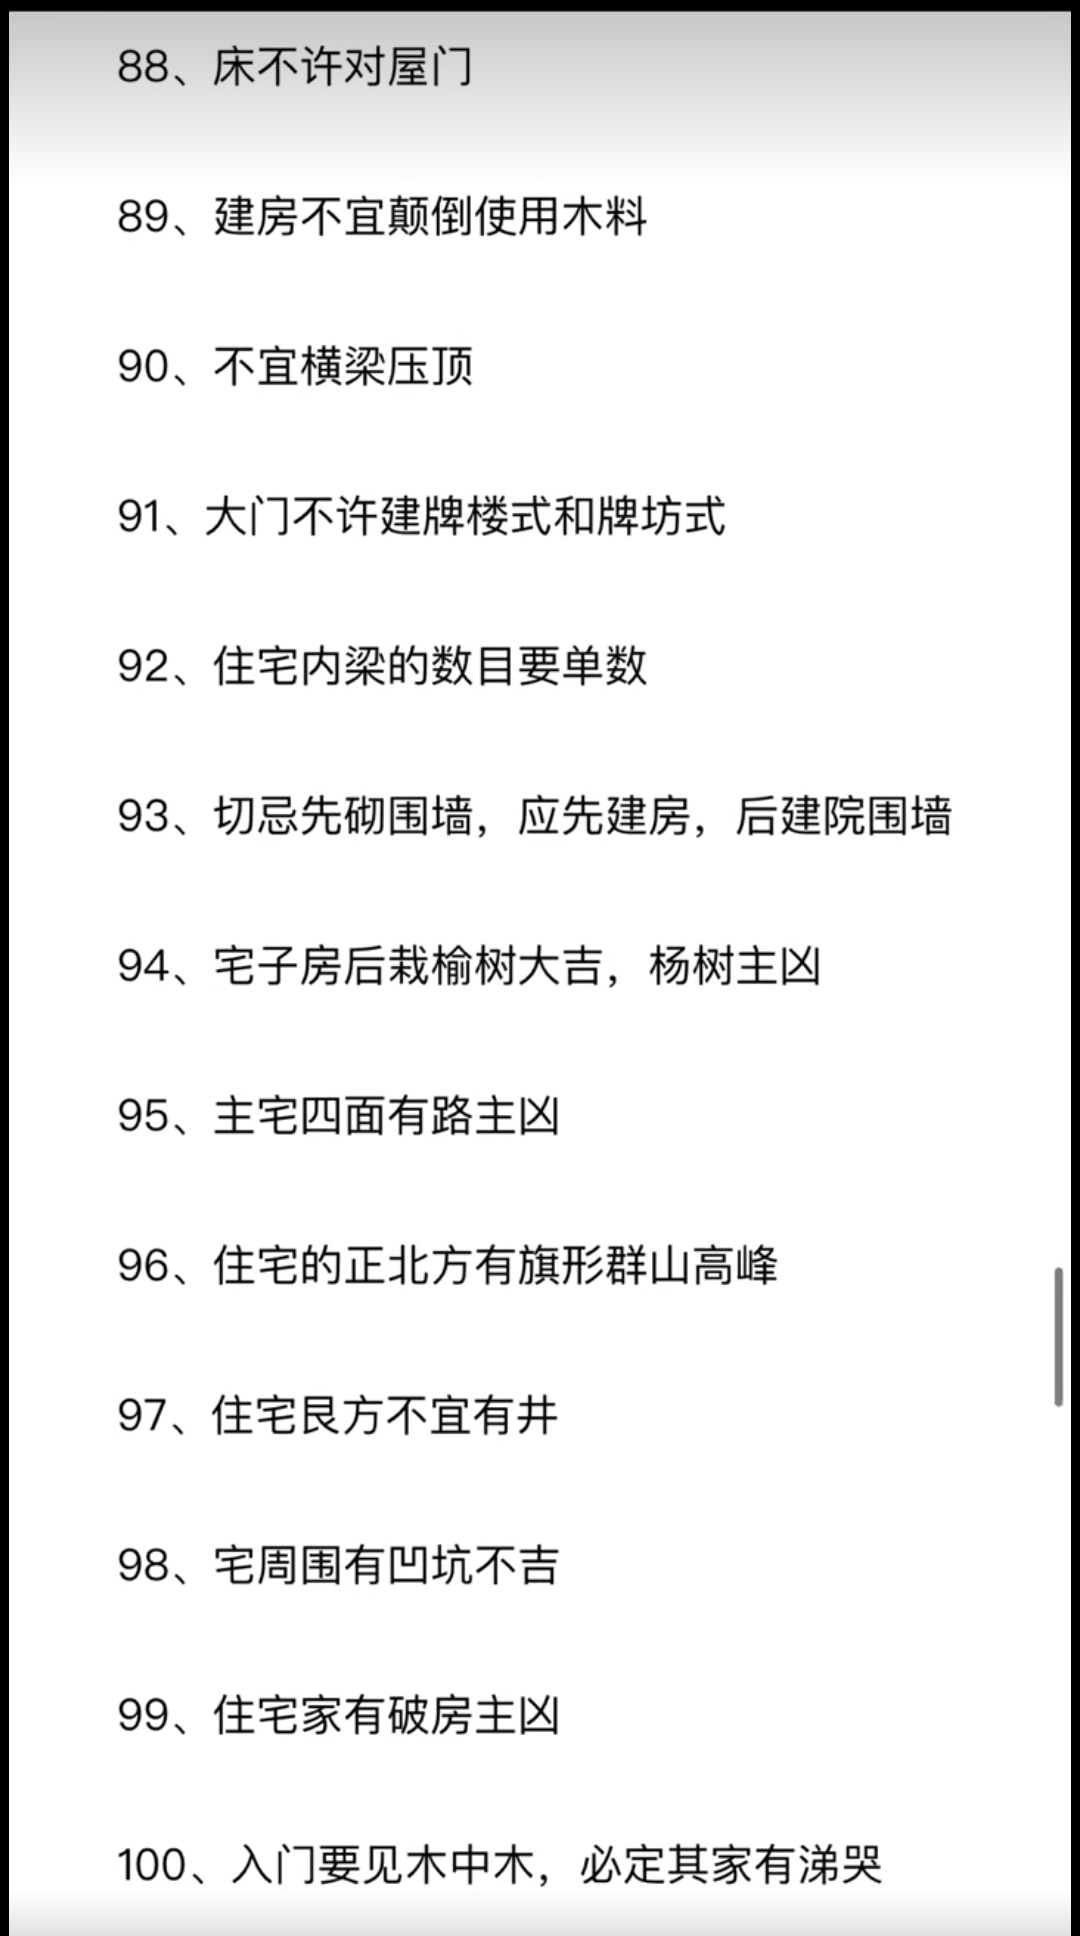 88、床不许对屋门
89、建房不宜颠倒使用木料
90、不宜横梁压顶
91、大门不许建牌楼式和牌坊式
92、住宅内梁的数目要单数
93、切忌先砌围墙，应先建房，后建院围墙
94、宅子房后栽榆树大吉，杨树主凶
95、主宅四面有路主凶
96、住宅的正北方有旗形群山高峰
97、住宅艮方不宜有井
98、宅周围有凹坑不吉
99、住宅家有破房主凶
100、入门要见木中木，必定其家有涕哭